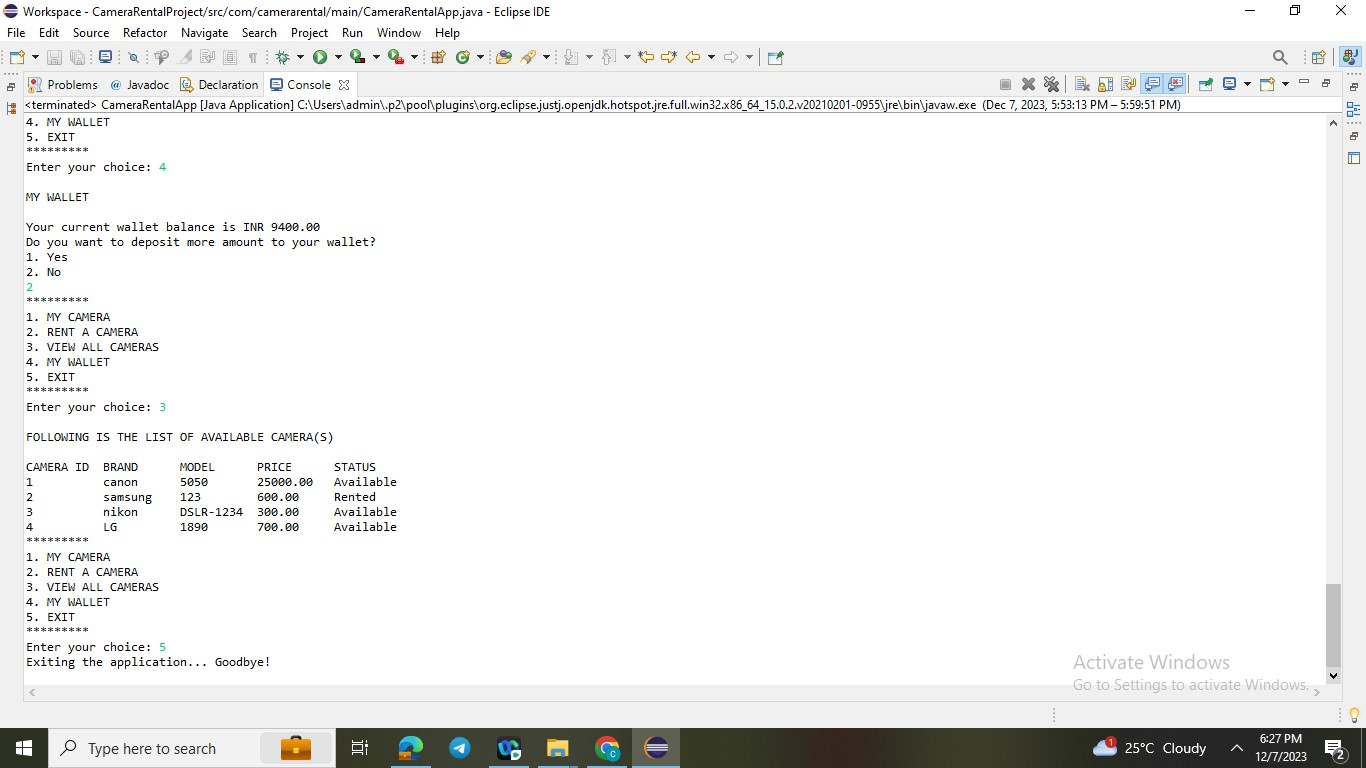 Workspace - CameraRentalProject/src/com/camerarental/main/CameraRentalApp.java - Eclipse IDE
File Edit Source Refactor Navigate Search Project Run Window Help
Problems @ Javadoc Declaration Console
<terminated> CameraRentalApp [Java Application] C:\Users\admin\.p2\pool\plugins\org.eclipse.justj.openjdk.hotspot.jre.full.win32.x86_64_15.0.2.v20210201-0955\jre\bin\javaw.exe (Dec 7, 2023, 5:53:13 PM – 5:59:51 PM)
4. MY WALLET
5. EXIT
*********
Enter your choice: 4
MY WALLET
Your current wallet balance is INR 9400.00
Do you want to deposit more amount to your wallet?
1. Yes
2. No
2
*********
1. MY CAMERA
2. RENT A CAMERA
3. VIEW ALL CAMERAS
4. MY WALLET
5. EXIT
*********
Enter your choice: 3
FOLLOWING IS THE LIST OF AVAILABLE CAMERA(S)
CAMERA ID BRAND MODEL PRICE STATUS
1 canon 5050 25000.00 Available
2 samsung 123 600.00 Rented
3 nikon DSLR-1234 300.00 Available
4 LG 1890 700.00 Available
*********
1. MY CAMERA
2. RENT A CAMERA
3. VIEW ALL CAMERAS
4. MY WALLET
5. EXIT
*********
Enter your choice: 5
Exiting the application... Goodbye!
Activate Windows
Go to Settings to activate Windows.
Type here to search
1
25°C Cloudy
6:27 PM
12/7/2023
2